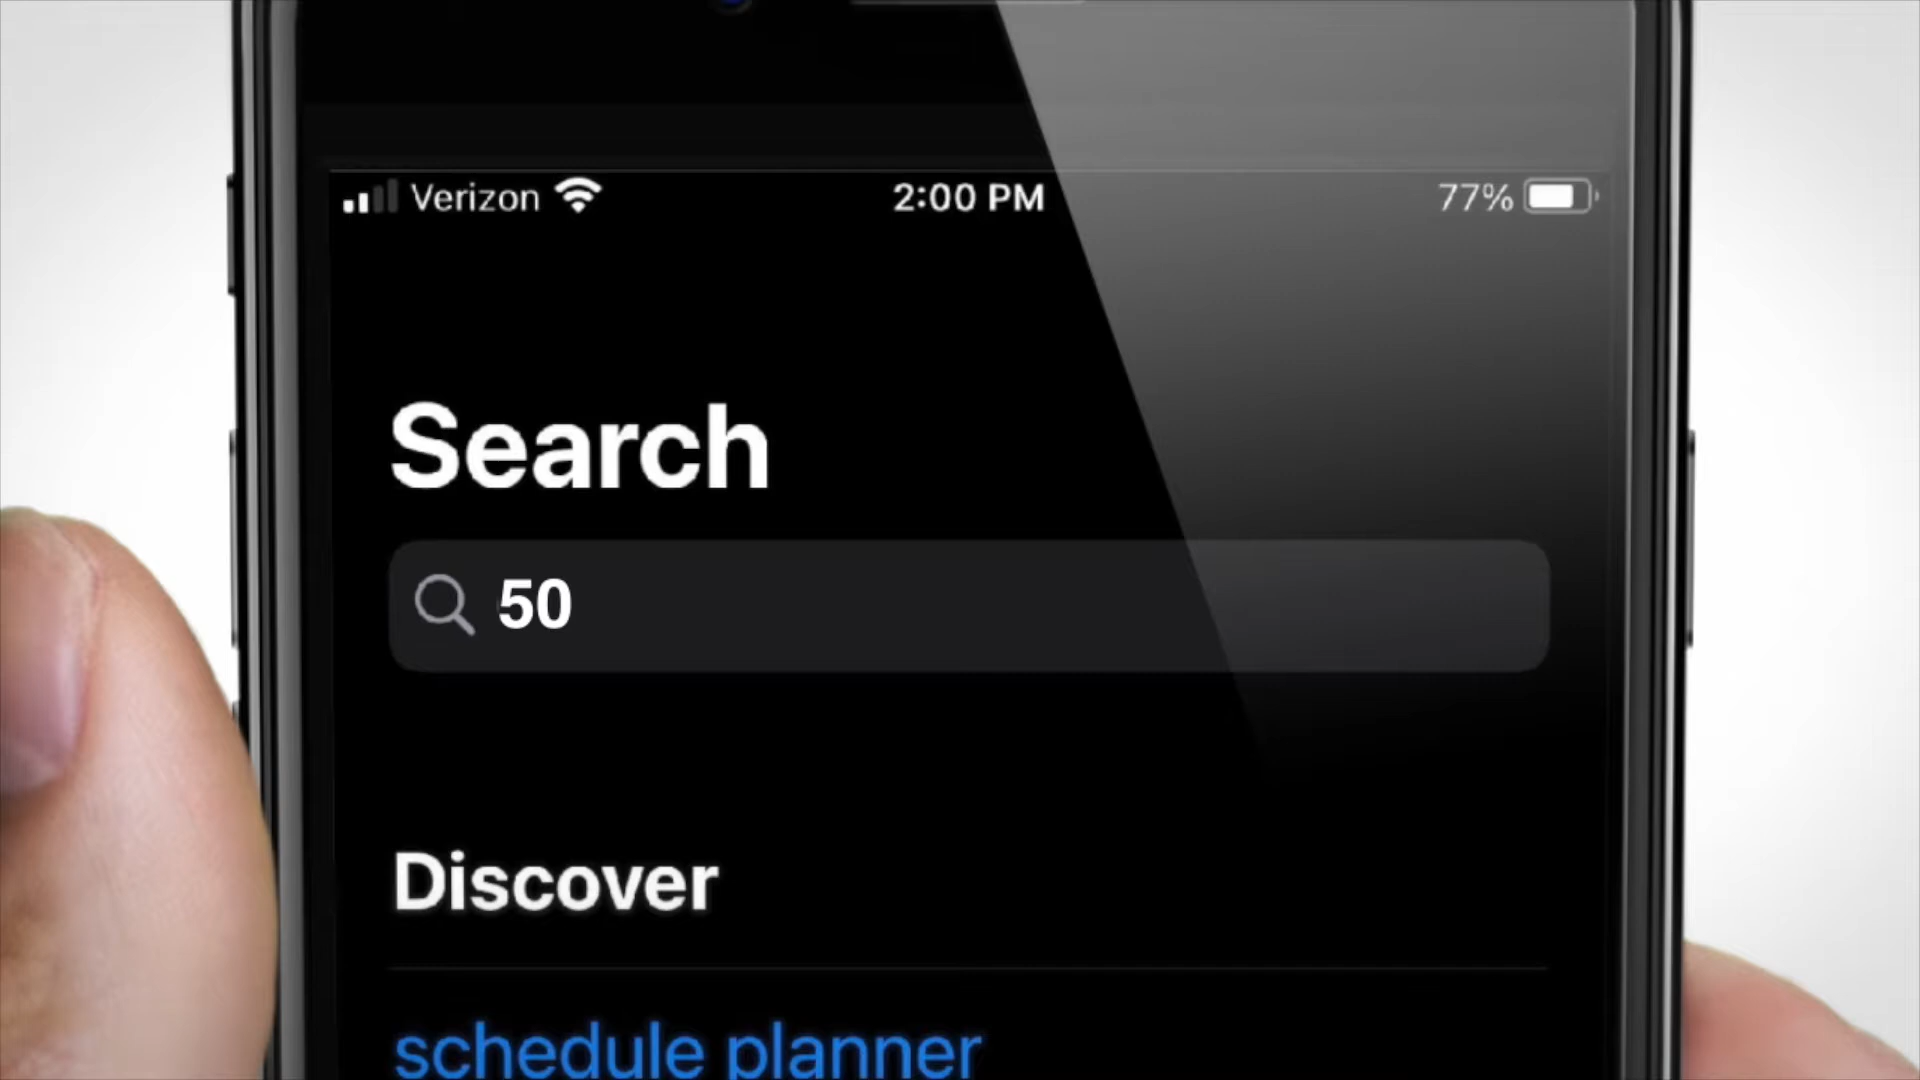 Verizon 2:00 PM 77%
Search
50
Discover
schedule planner